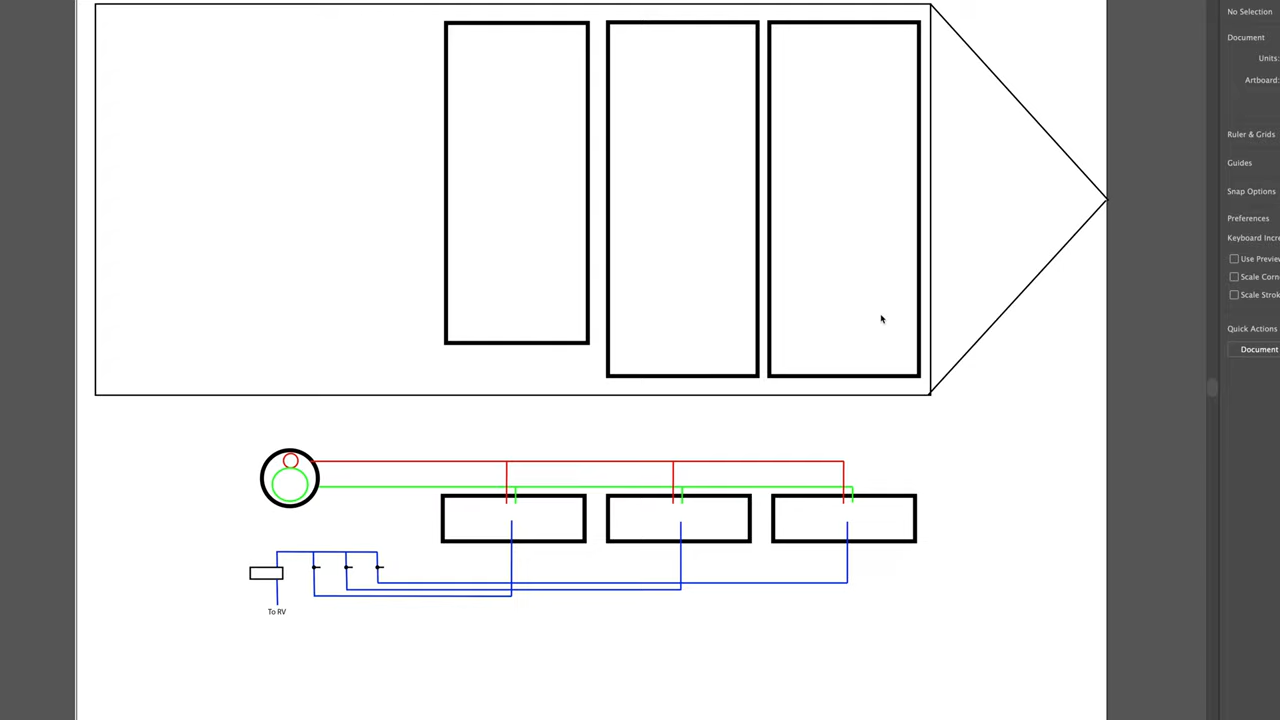 No Selection
Document
Units:
Artboard:
Ruler & Grids
Guides
Snap Options
Preferences
Keyboard Incre
Use Preview
Scale Corn
Scale Strok
Quick Actions
Document
To RV